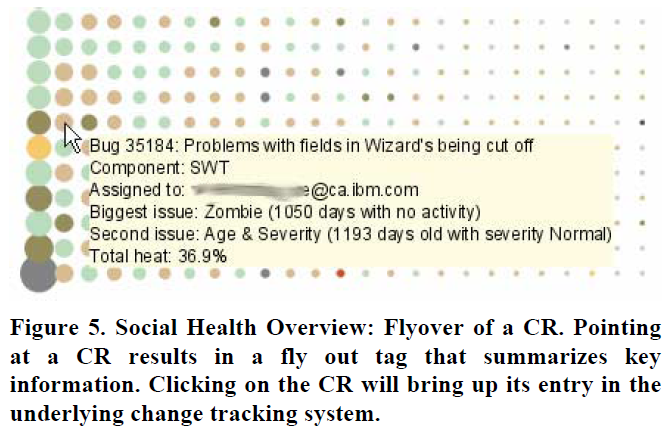 Bug 35184: Problems with fields in Wizard's being cut off
Component: SWT
Assigned to: e@ca.ibm.com
Biggest issue: Zombie (1050 days with no activity)
Second issue: Age & Severity (1193 days old with severity Normal)
Total heat: 36.9%
Figure 5. Social Health Overview: Flyover of a CR. Pointing
at a CR results in a fly out tag that summarizes key
information. Clicking on the CR will bring up its entry in the
underlying change tracking system.